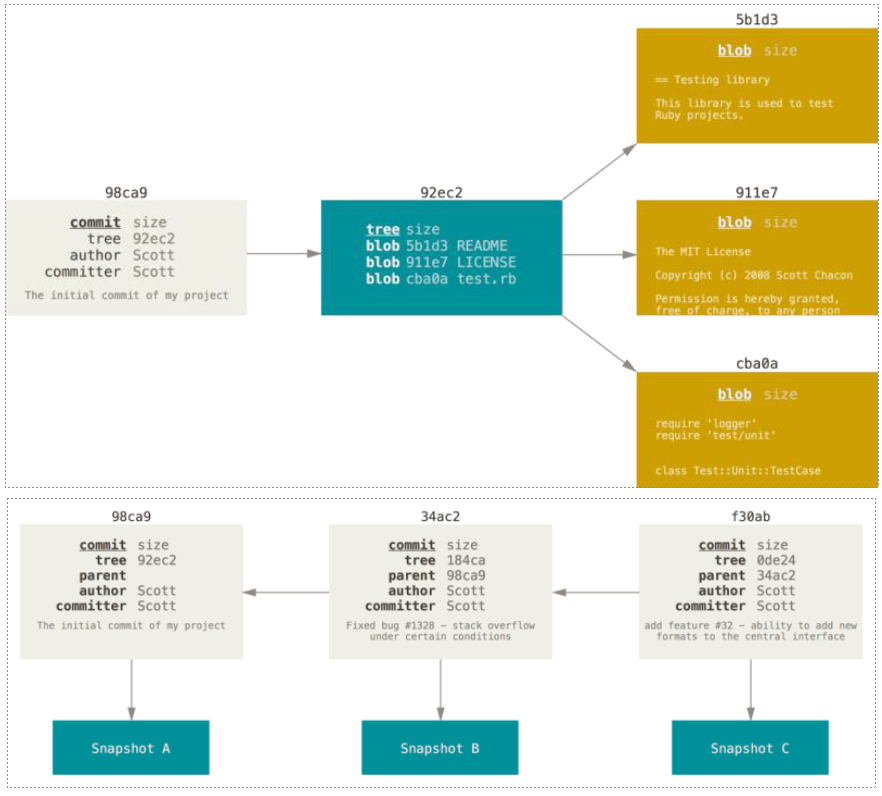 5b1d3
blob size
== Testing library
This library is used to test
Ruby projects.
98ca9
commit size
tree 92ec2
author Scott
committer Scott
The initial commit of my project
92ec2
tree size
blob 5b1d3 README
blob 911e7 LICENSE
blob cba0a test.rb
911e7
blob size
The MIT License
Copyright (c) 2008 Scott Chacon
Permission is hereby granted,
free of charge, to any person
cba0a
blob size
require 'logger'
require 'test/unit'
class Test::Unit::TestCase
98ca9
commit size
tree 92ec2
parent
author Scott
committer Scott
The initial commit of my project
Snapshot A
34ac2
commit size
tree 184ca
parent 98ca9
author Scott
committer Scott
Fixed bug #1328 – stack overflow
under certain conditions
Snapshot B
f30ab
commit size
tree 0de24
parent 34ac2
author Scott
committer Scott
add feature #32 – ability to add new
formats to the central interface
Snapshot C